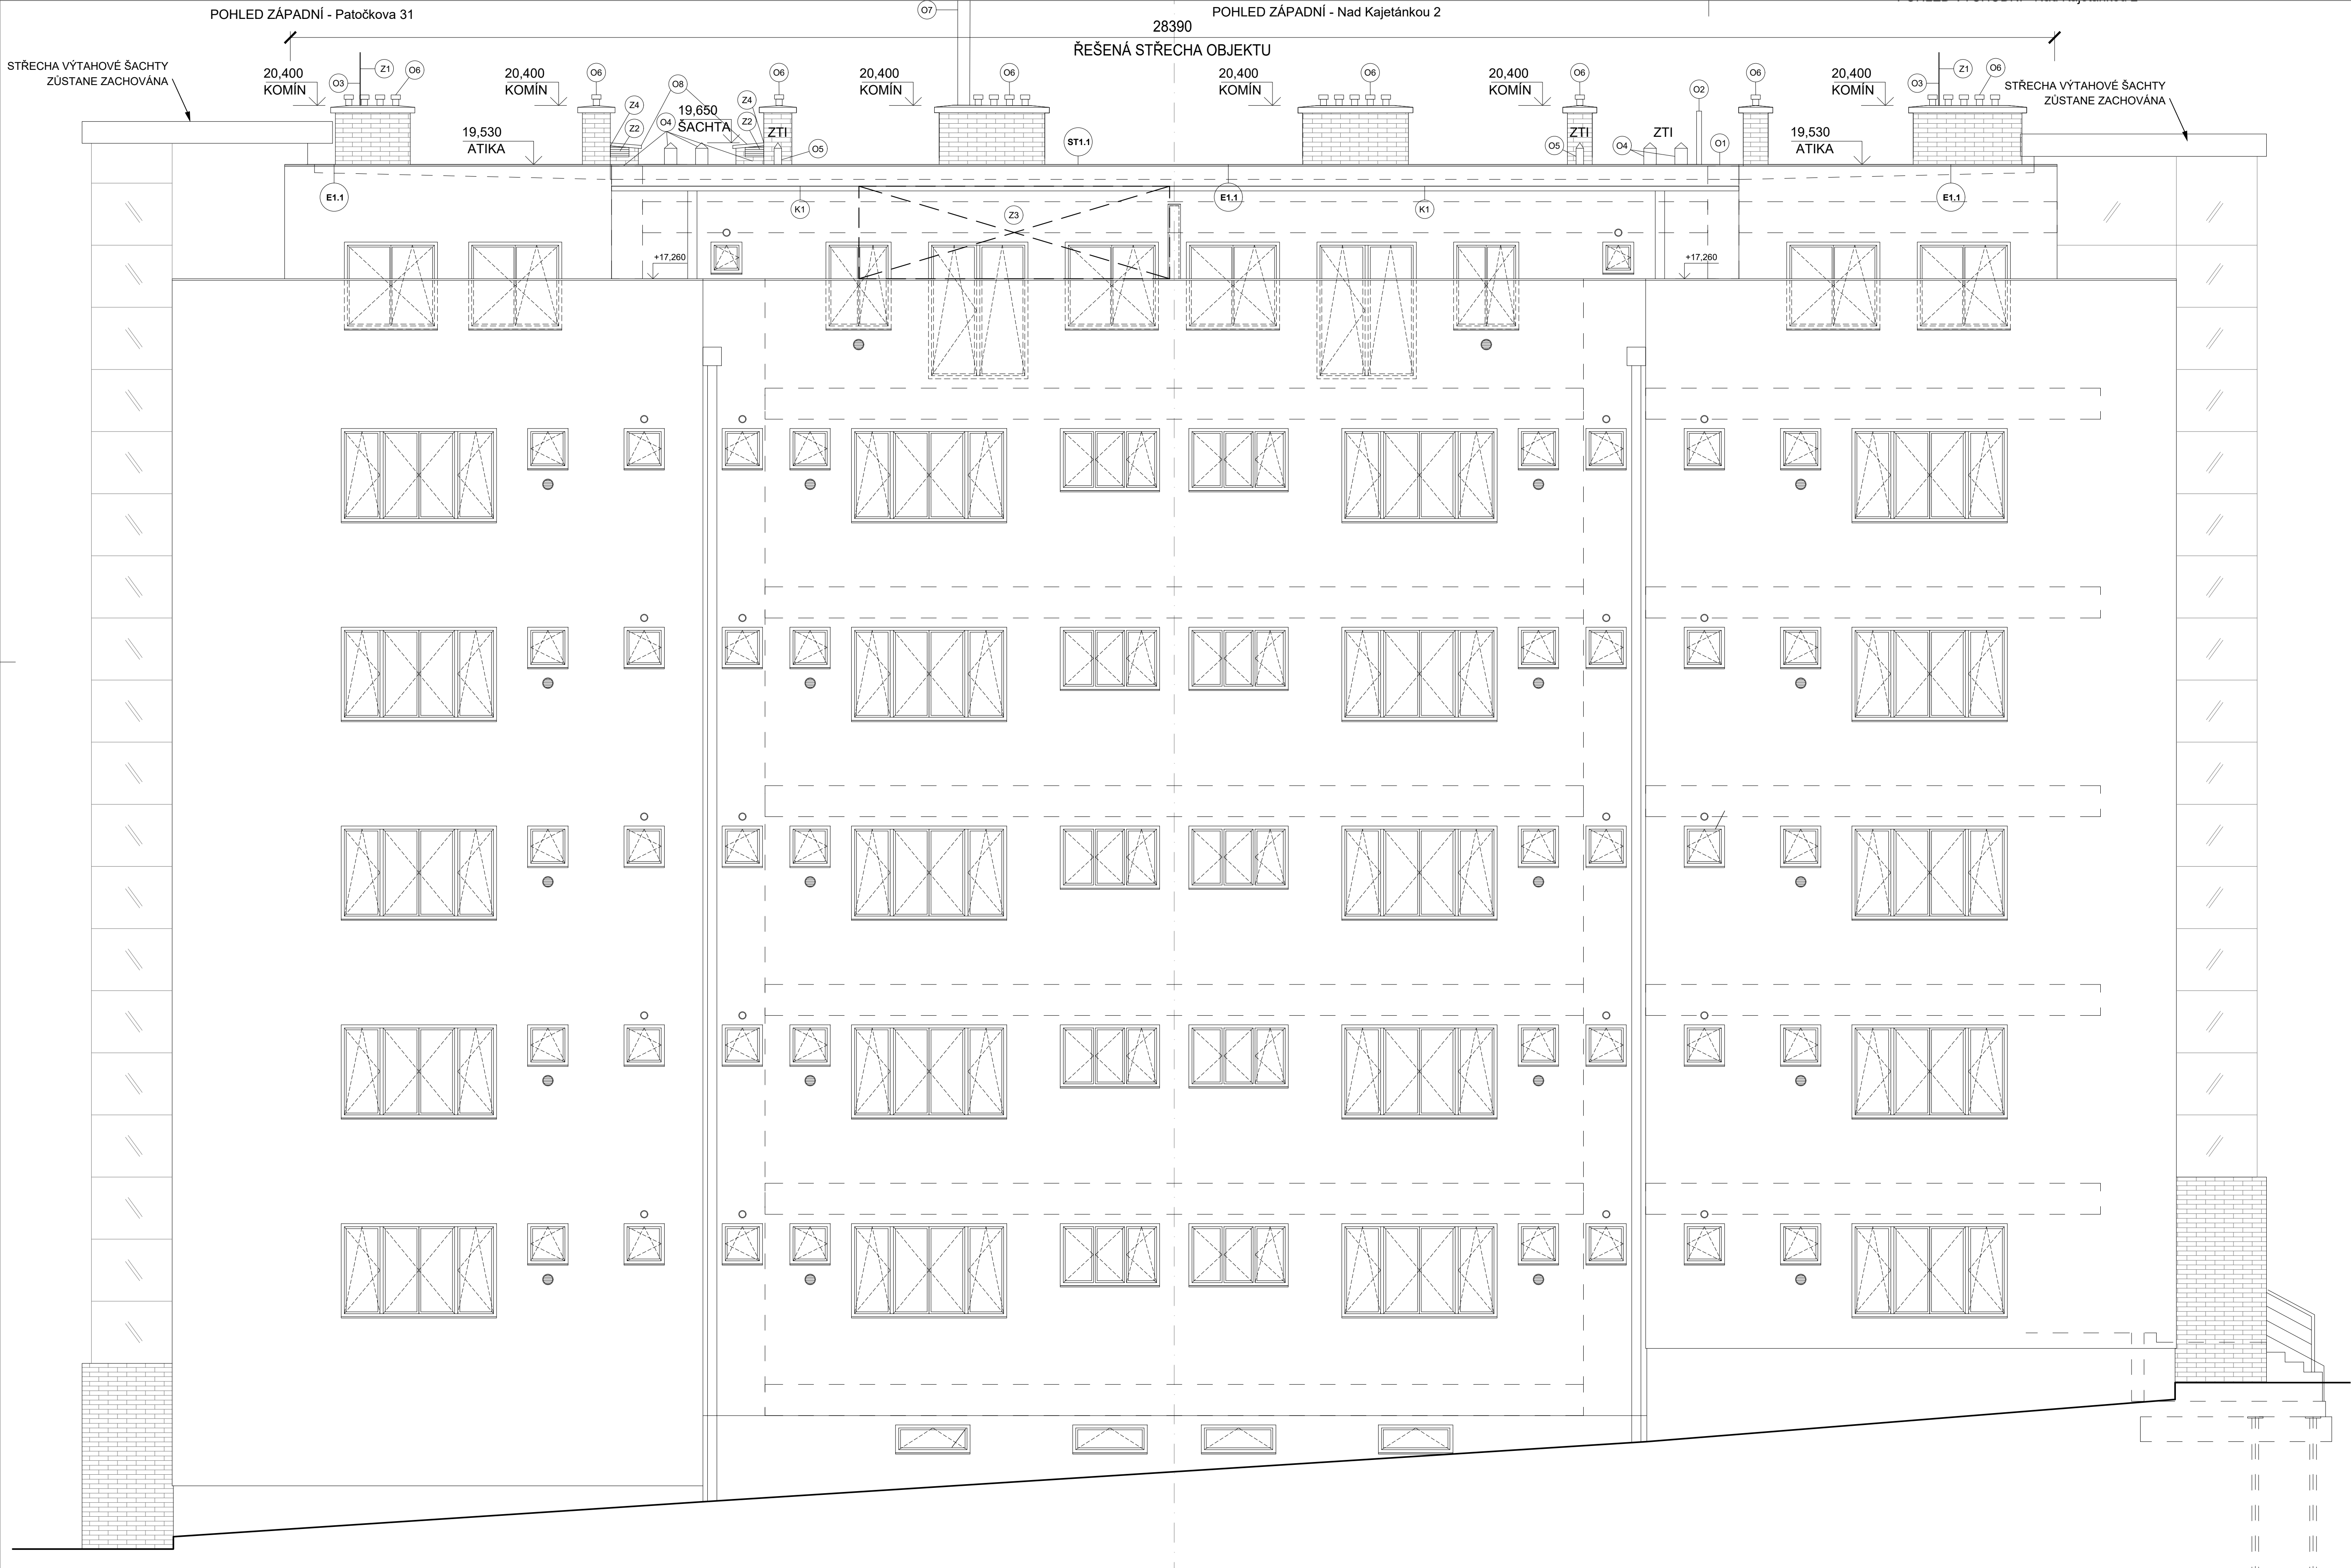 POHLED ZÁPADNÍ - Patočkova 31
POHLED ZÁPADNÍ - Nad Kajetánkou 2
28390
ŘEŠENÁ STŘECHA OBJEKTU
STŘECHA VÝTAHOVÉ ŠACHTY
ZŮSTANE ZACHOVÁNA
20,400
KOMÍN
O3
Z1
O6
19,530
ATIKA
20,400
KOMÍN
O6
Z4
Z2
O8
O4
19,650
ŠACHTA
Z4
Z2
O6
ZTI
O5
20,400
KOMÍN
O7
O6
ST1.1
20,400
KOMÍN
O6
20,400
KOMÍN
O6
ZTI
O5
ZTI
O4
O2
O1
O6
20,400
KOMÍN
19,530
ATIKA
O3
Z1
O6
STŘECHA VÝTAHOVÉ ŠACHTY
ZŮSTANE ZACHOVÁNA
E1.1
K1
Z3
E1.1
K1
E1.1
+17,260
+17,260